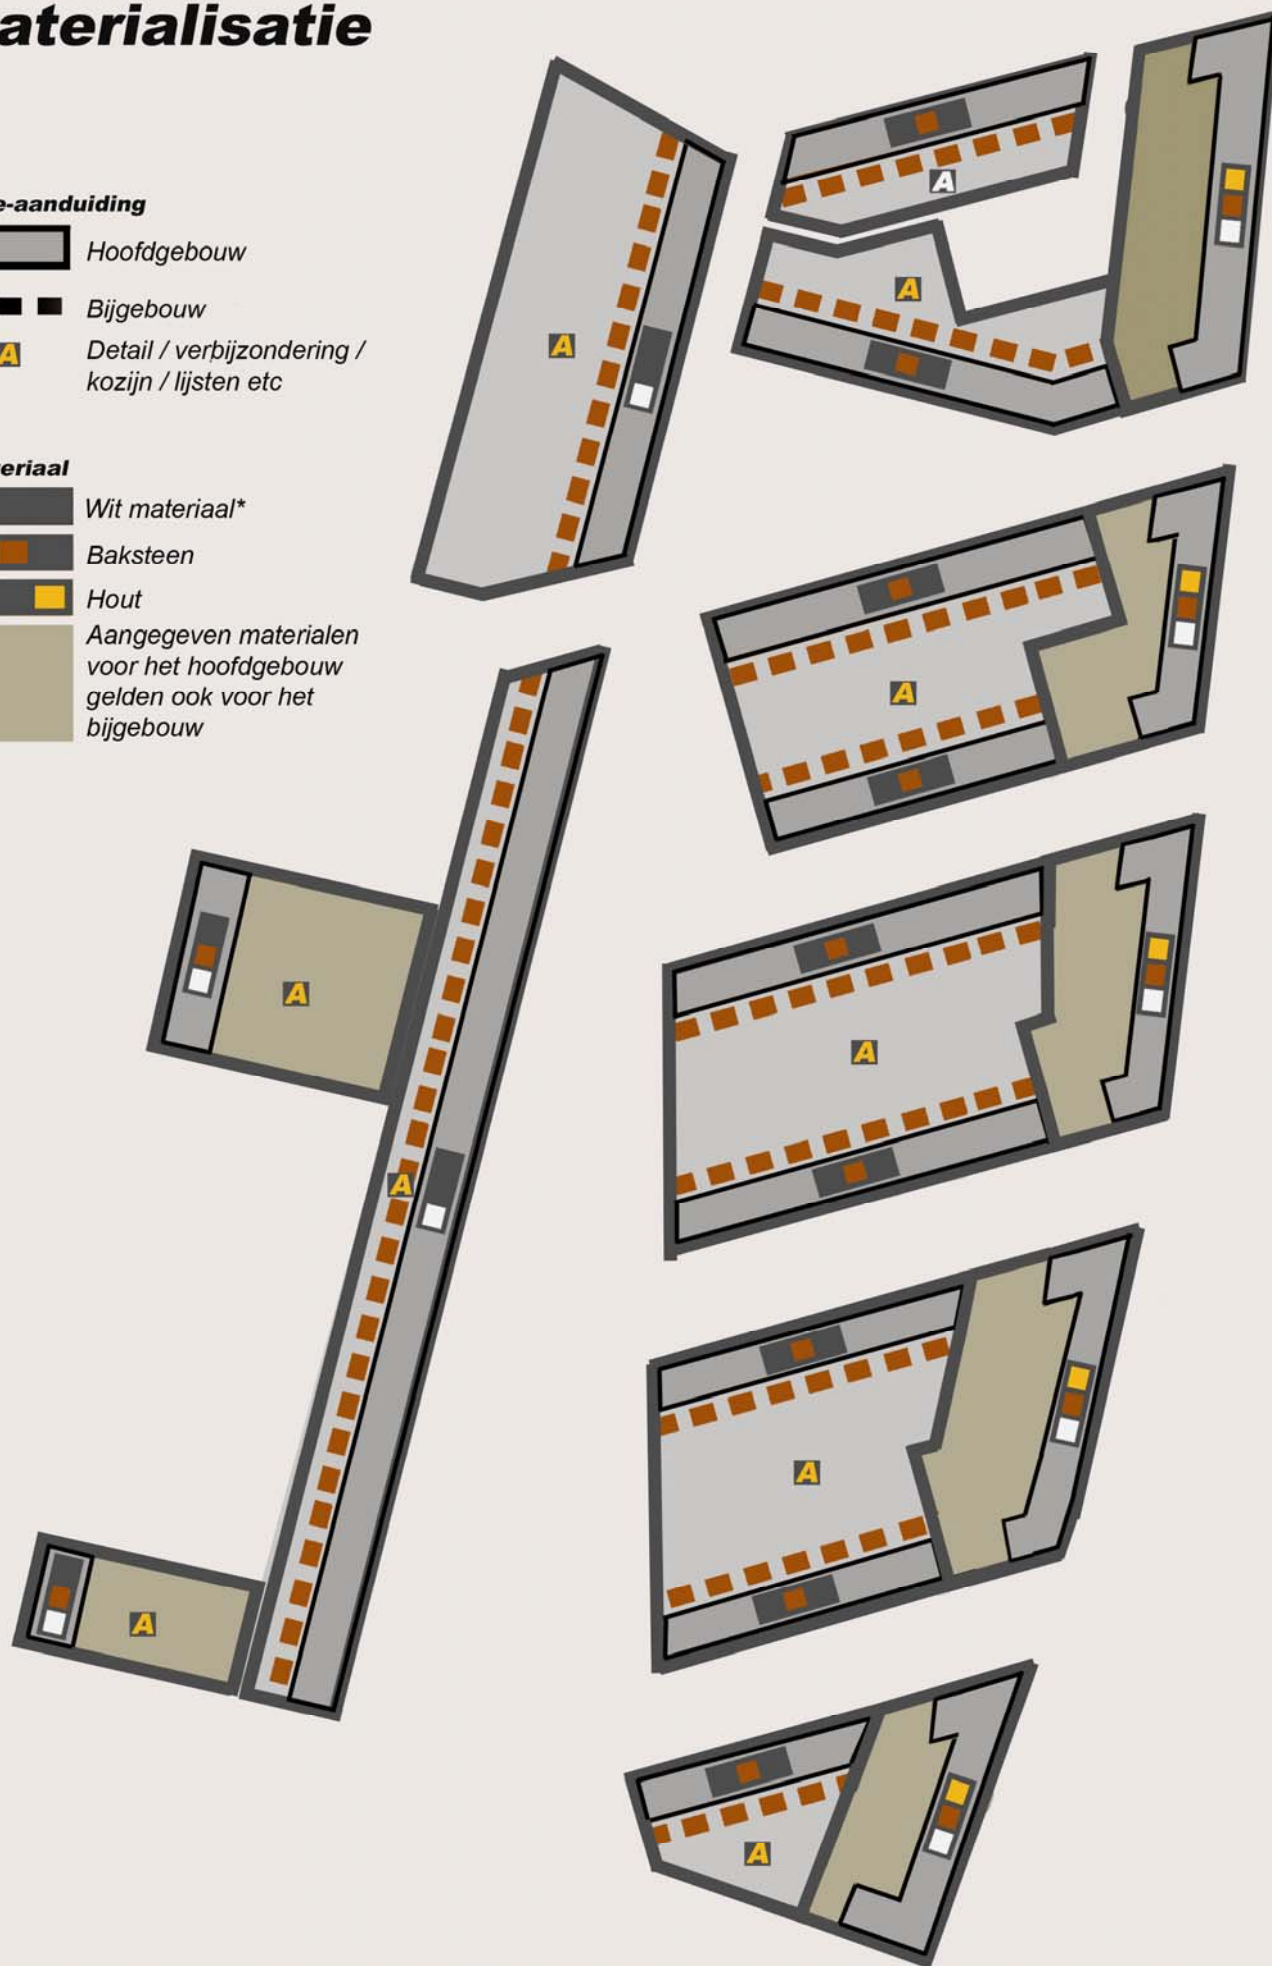 aterialisatie
e-aanduiding
Hoofdgebouw
Bijgebouw
A Detail / verbijzondering /
kozijn / lijsten etc
eriaal
Wit materiaal*
Baksteen
Hout
Aangegeven materialen
voor het hoofdgebouw
gelden ook voor het
bijgebouw
A
A
A
A
A
A
A
A
A
A
A